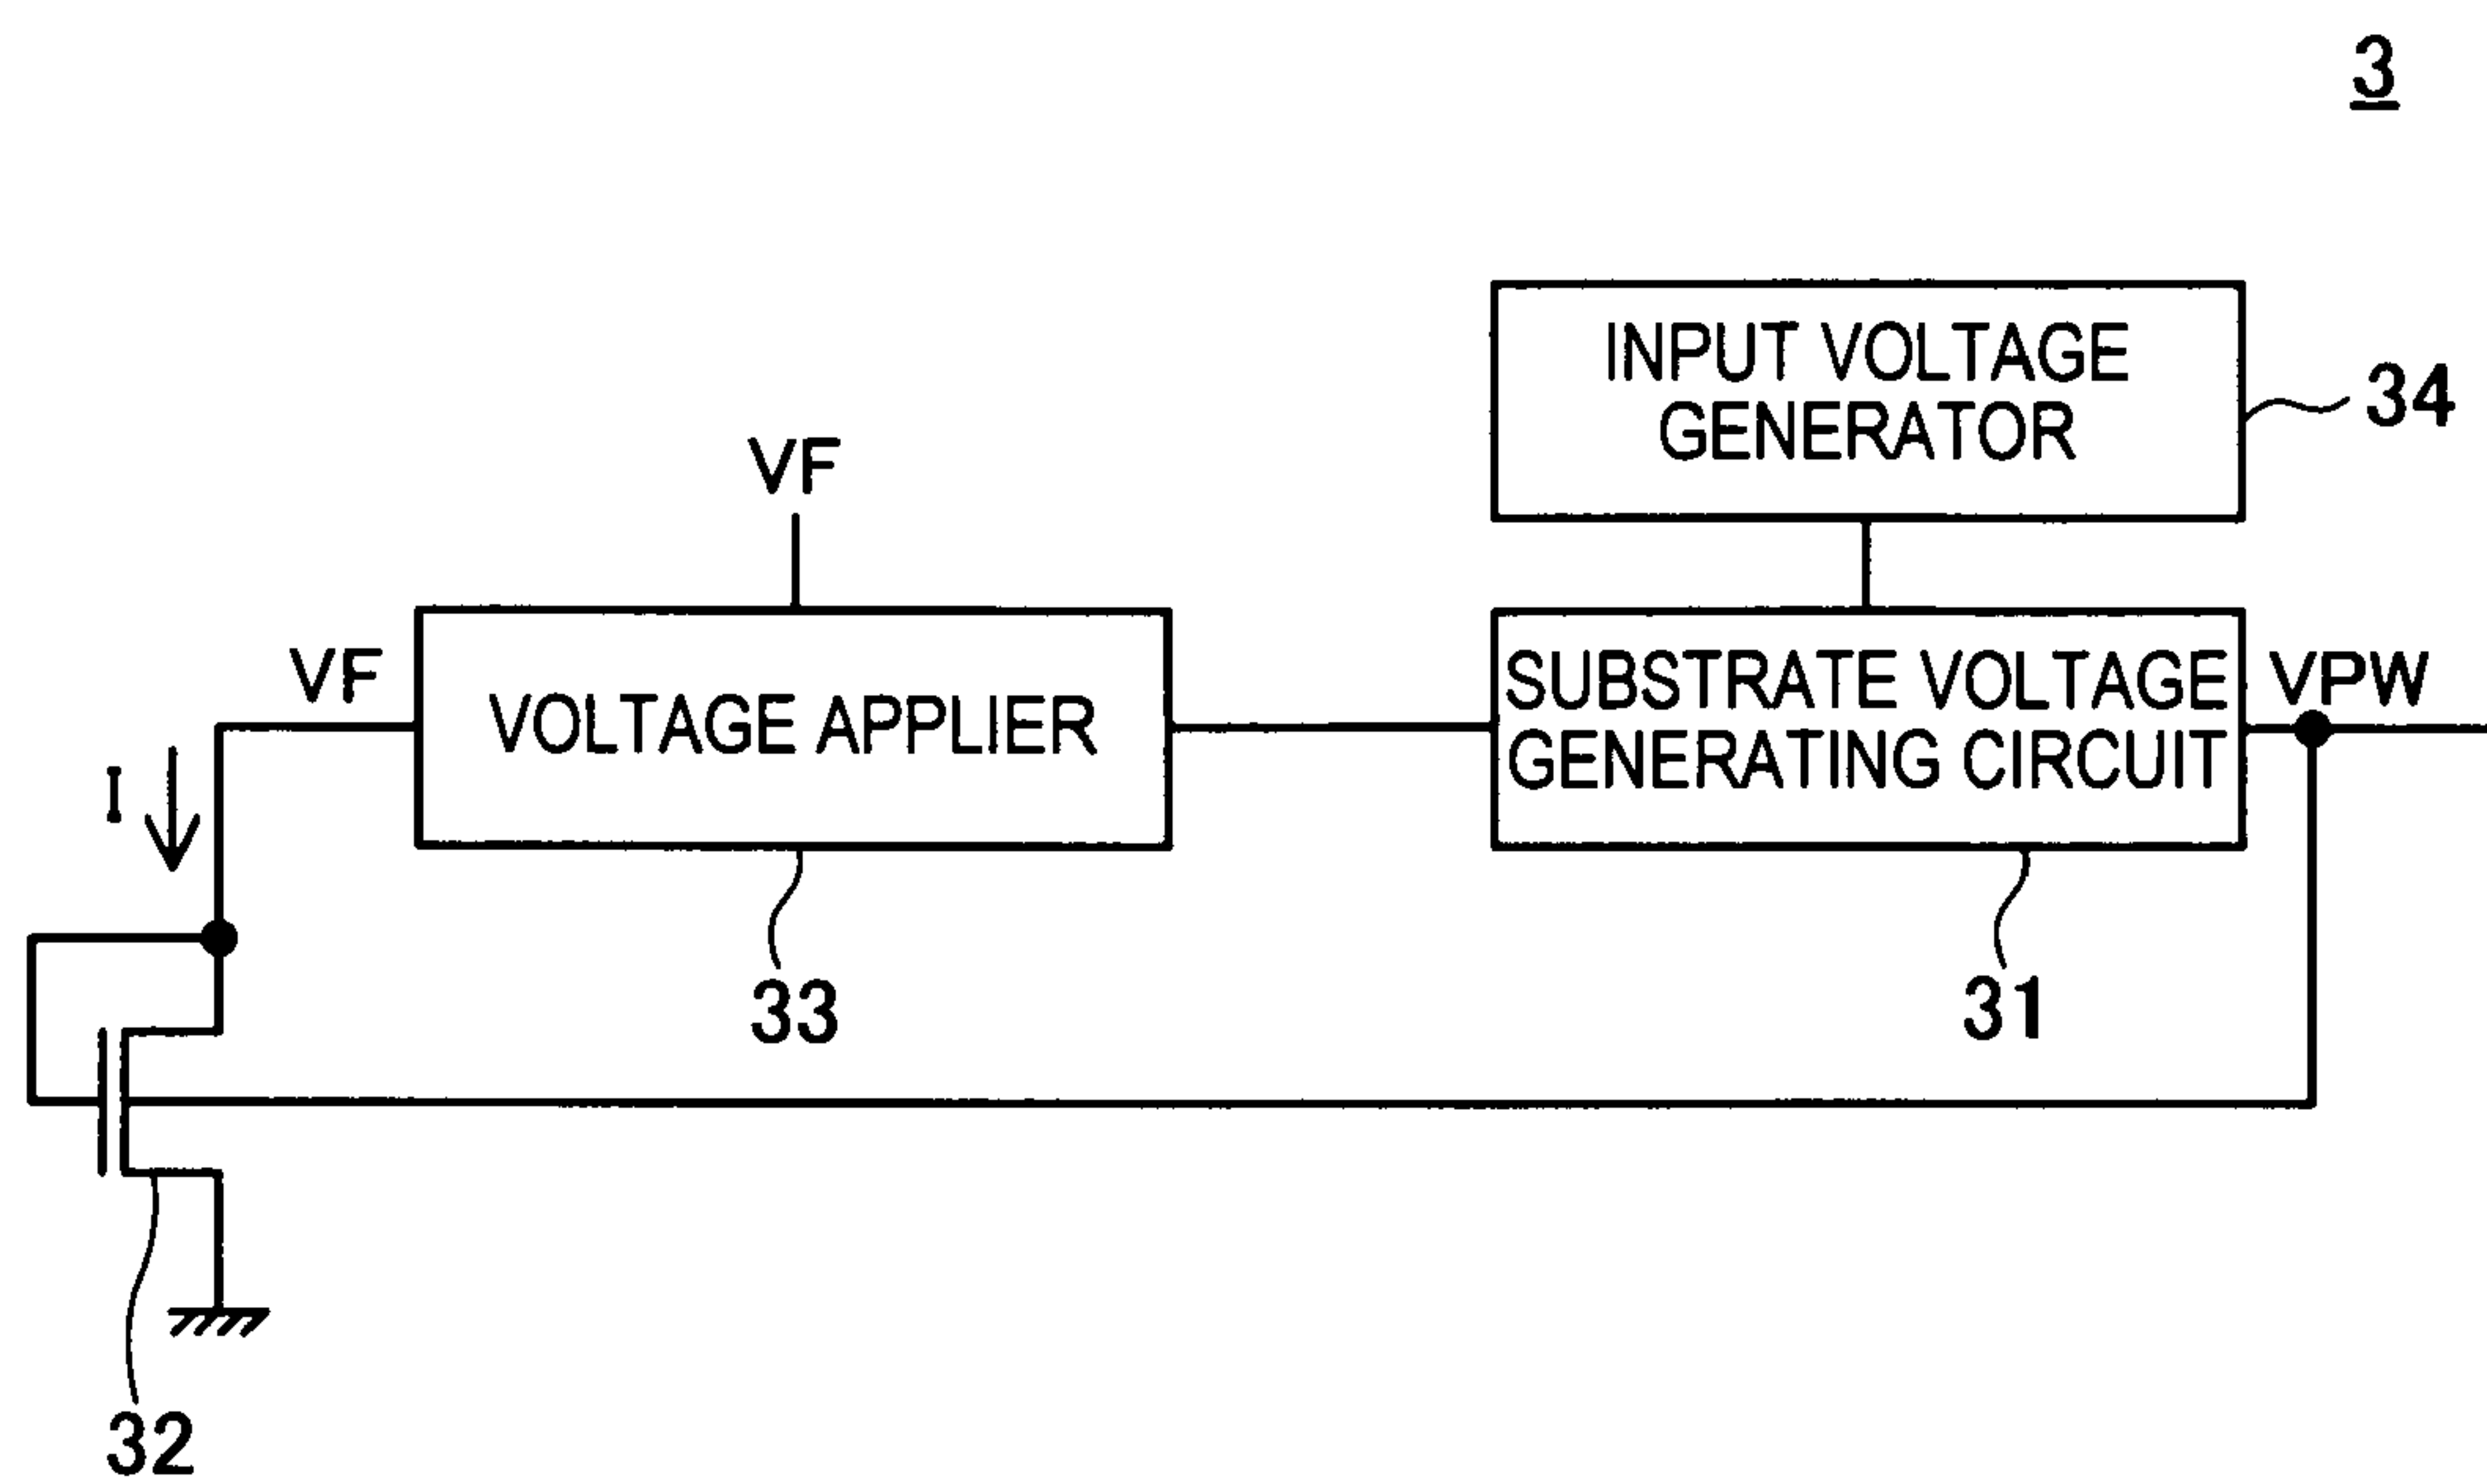 3
INPUT VOLTAGE
GENERATOR
34
VF
VF
VOLTAGE APPLIER
SUBSTRATE VOLTAGE
GENERATING CIRCUIT
VPW
I
33
31
32